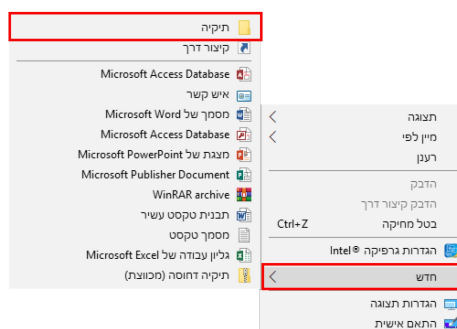 תיקיה
קיצור דרך
Microsoft Access Database
איש קשר
מסמך של Microsoft Word
Microsoft Access Database
מצגת של Microsoft PowerPoint
Microsoft Publisher Document
WinRAR archive
תבנית טקסט עשיר
מסמך טקסט
גליון עבודה של Microsoft Excel
תיקיה דחוסה (מכווצת)
תצוגה
מיין לפי
רענן
הדבק
הדבק קיצור דרך
בטל מחיקה Ctrl+Z
הגדרות גרפיקה Intel®
חדש
הגדרות תצוגה
התאם אישית